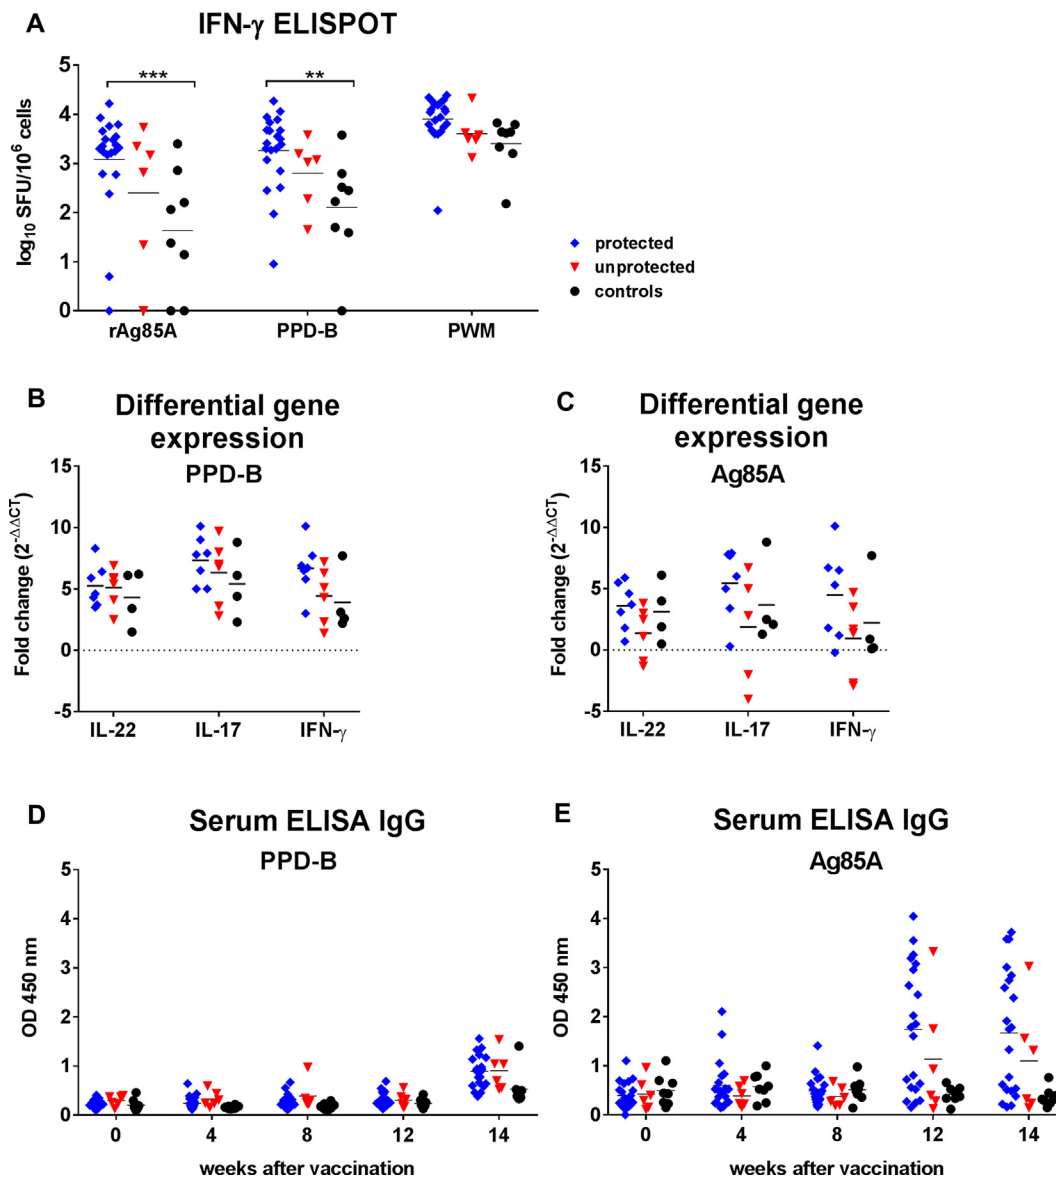 A
IFN-γ ELISPOT
log10 SFU/10^6 cells
5
4
3
2
1
0
***
**
rAg85A
PPD-B
PWM
protected
unprotected
controls
B
Differential gene
expression
PPD-B
Fold change (2^-ΔΔCT)
15
10
5
0
-5
IL-22
IL-17
IFN-γ
C
Differential gene
expression
Ag85A
Fold change (2^-ΔΔCT)
15
10
5
0
-5
IL-22
IL-17
IFN-γ
D
Serum ELISA IgG
PPD-B
OD 450 nm
5
4
3
2
1
0
0 4 8 12 14
weeks after vaccination
E
Serum ELISA IgG
Ag85A
OD 450 nm
5
4
3
2
1
0
0 4 8 12 14
weeks after vaccination